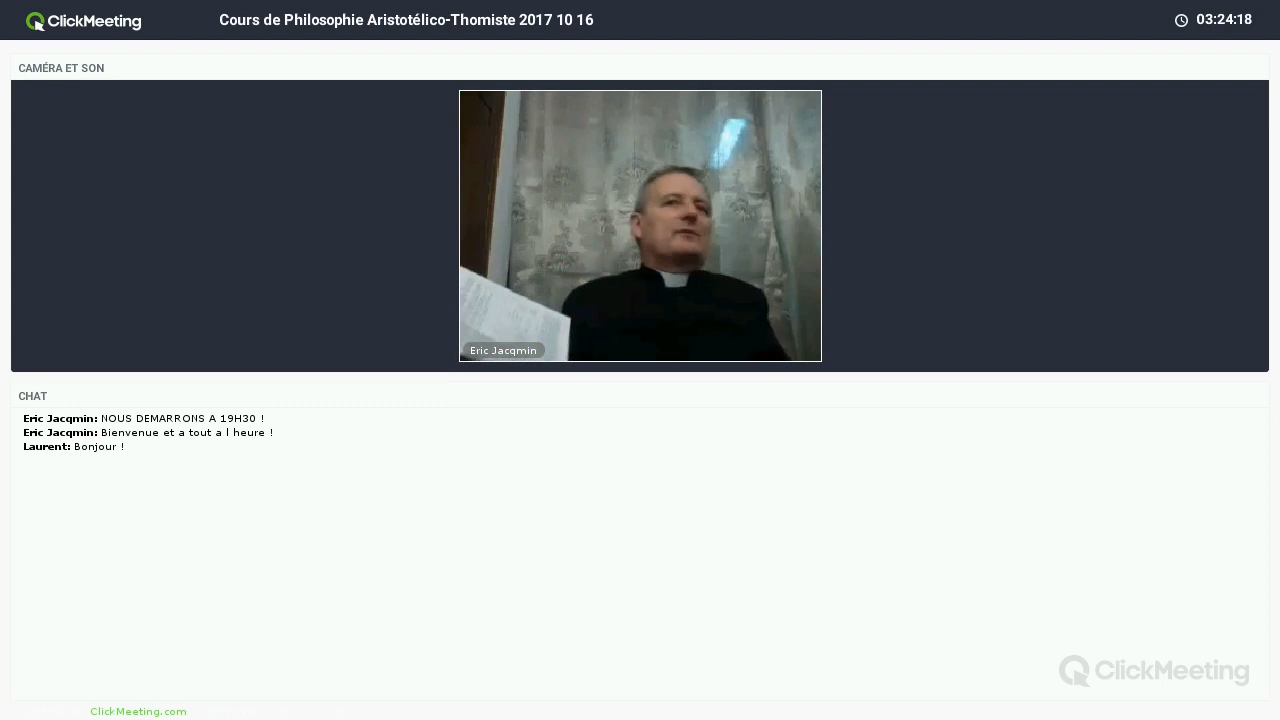 ClickMeeting
Cours de Philosophie Aristotélico-Thomiste 2017 10 16
03:24:18
CAMÉRA ET SON
Eric Jacqmin
CHAT
Eric Jacqmin: NOUS DEMARRONS A 19H30 !
Eric Jacqmin: Bienvenue et a tout a l heure !
Laurent: Bonjour !
ClickMeeting
ClickMeeting.com